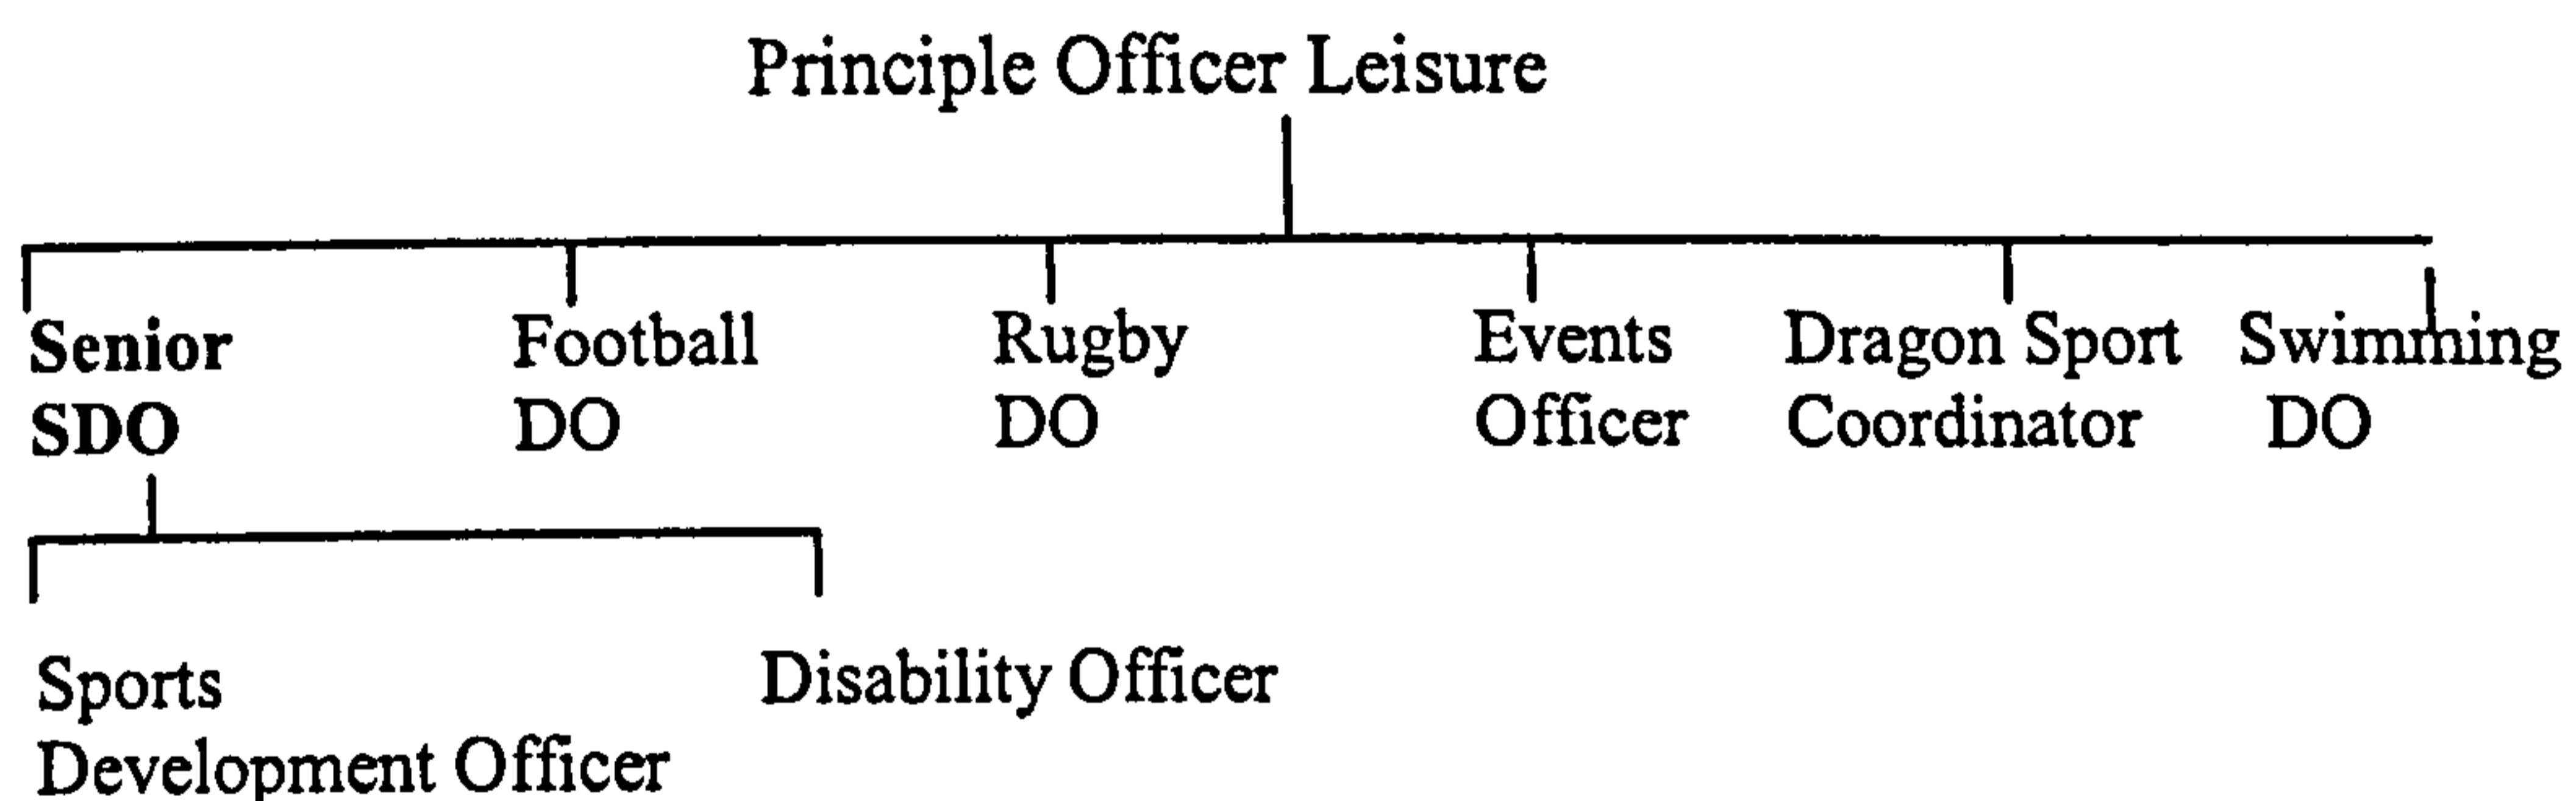 Principle Officer Leisure
Senior
SDO
Football
DO
Rugby
DO
Events
Officer
Dragon Sport
Coordinator
Swimming
DO
Sports
Development Officer
Disability Officer